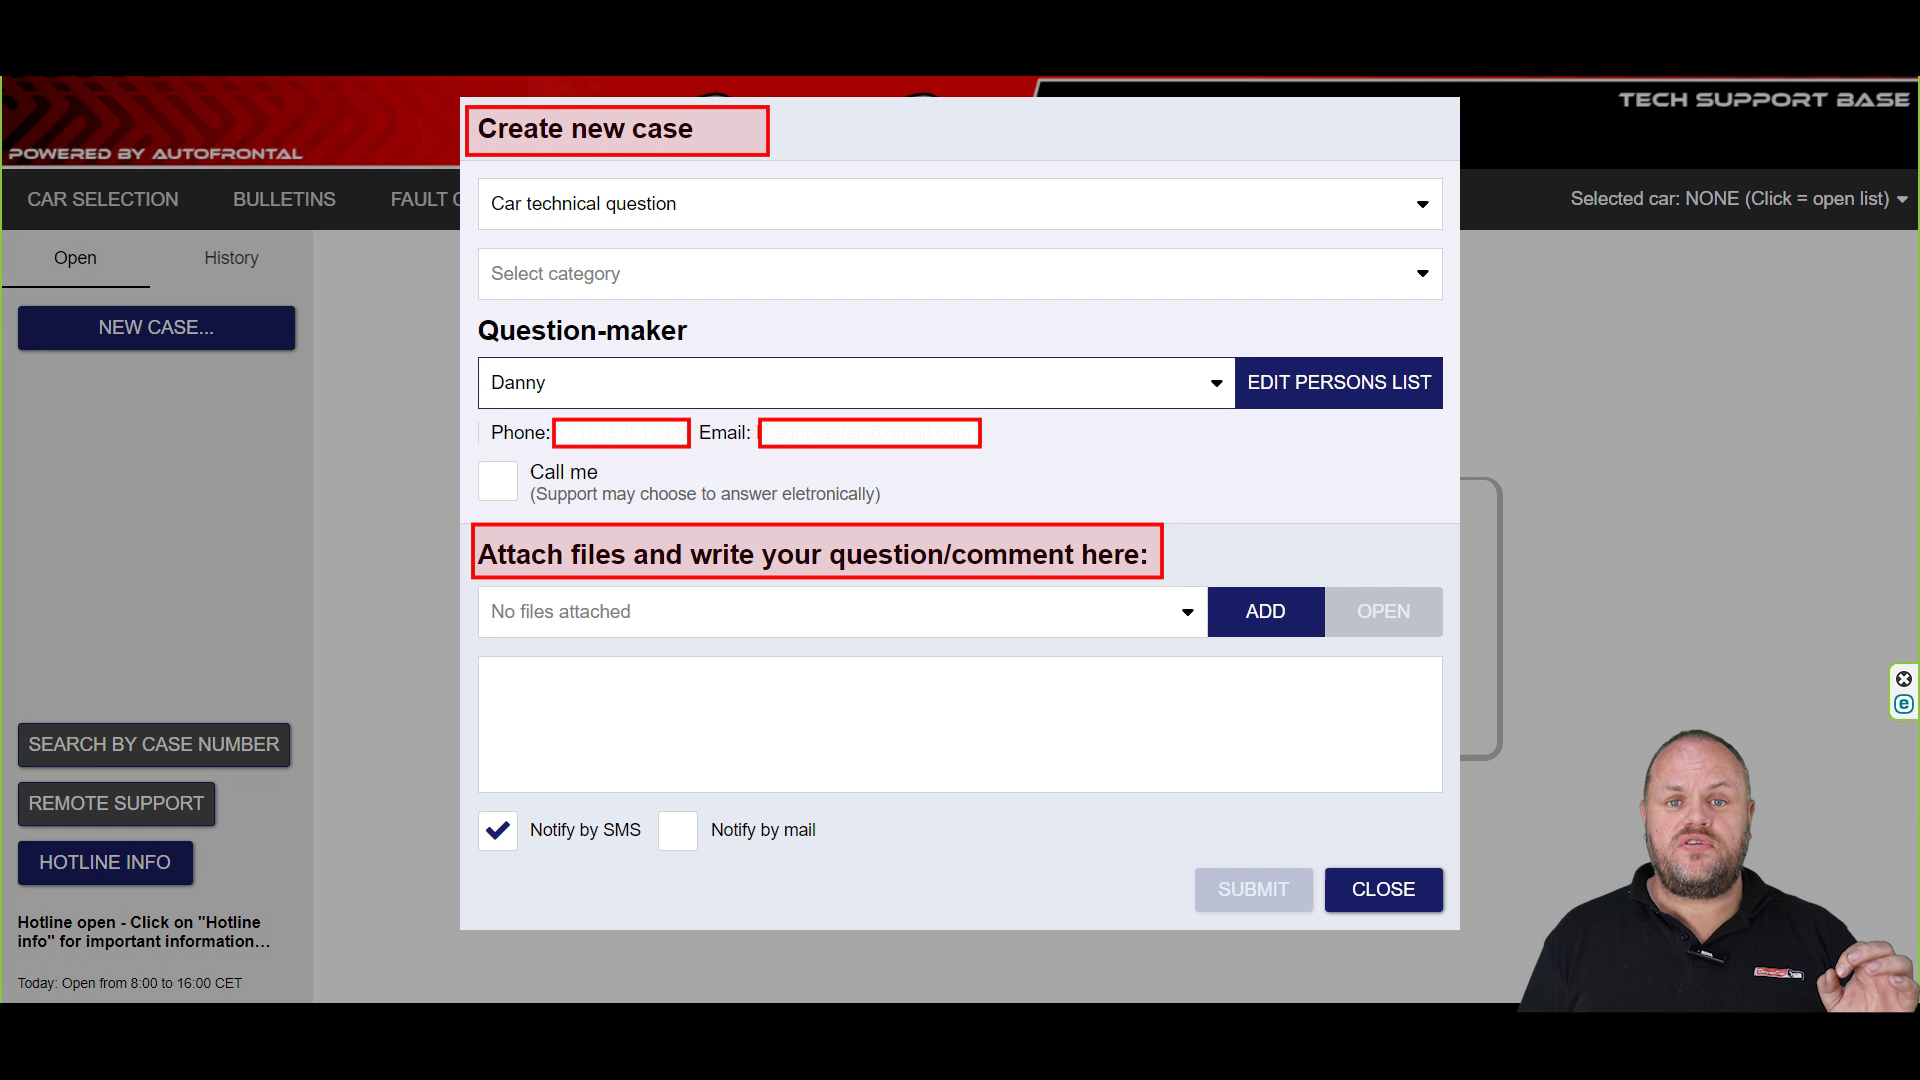 TECH SUPPORT BASE
POWERED BY AUTOFRONTAL
CAR SELECTION
BULLETINS
FAULT
Selected car: NONE (Click = open list)
Open
History
NEW CASE...
SEARCH BY CASE NUMBER
REMOTE SUPPORT
HOTLINE INFO
Hotline open - Click on "Hotline
info" for important information...
Today: Open from 8:00 to 16:00 CET
Create new case
Car technical question
Select category
Question-maker
Danny
EDIT PERSONS LIST
Phone:
Email:
Call me
(Support may choose to answer eletronically)
Attach files and write your question/comment here:
No files attached
ADD
OPEN
Notify by SMS
Notify by mail
SUBMIT
CLOSE